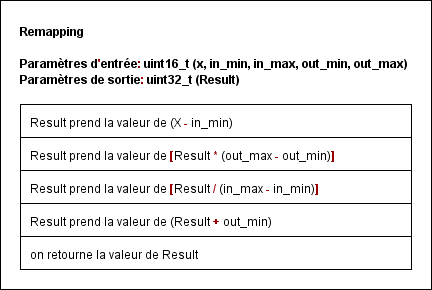 Remapping
Paramètres d'entrée: uint16_t (x, in_min, in_max, out_min, out_max)
Paramètres de sortie: uint32_t (Result)
Result prend la valeur de (X - in_min)
Result prend la valeur de [Result * (out_max - out_min)]
Result prend la valeur de [Result / (in_max - in_min)]
Result prend la valeur de (Result + out_min)
on retourne la valeur de Result